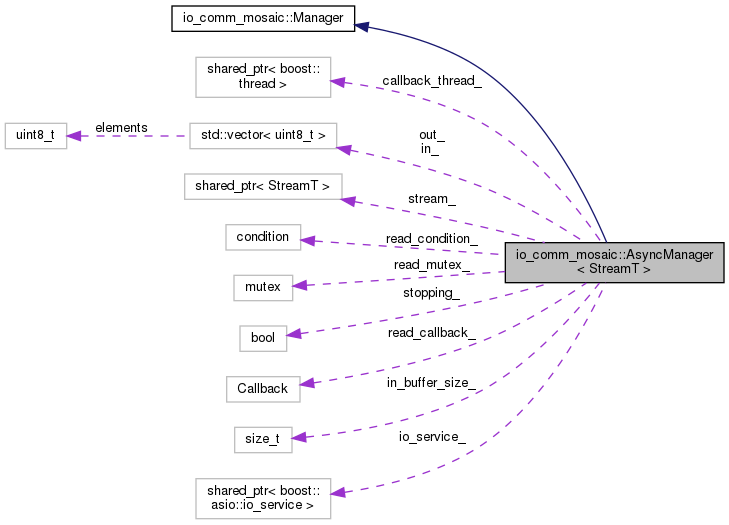 io_comm_mosaic::Manager
shared_ptr< boost::
thread >
callback_thread_
uint8_t
elements
std::vector< uint8_t >
out_
in_
shared_ptr< StreamT >
stream_
condition
read_condition_
io_comm_mosaic::AsyncManager
< StreamT >
mutex
read_mutex_
bool
stopping_
Callback
read_callback_
size_t
in_buffer_size_
shared_ptr< boost::
asio::io_service >
io_service_